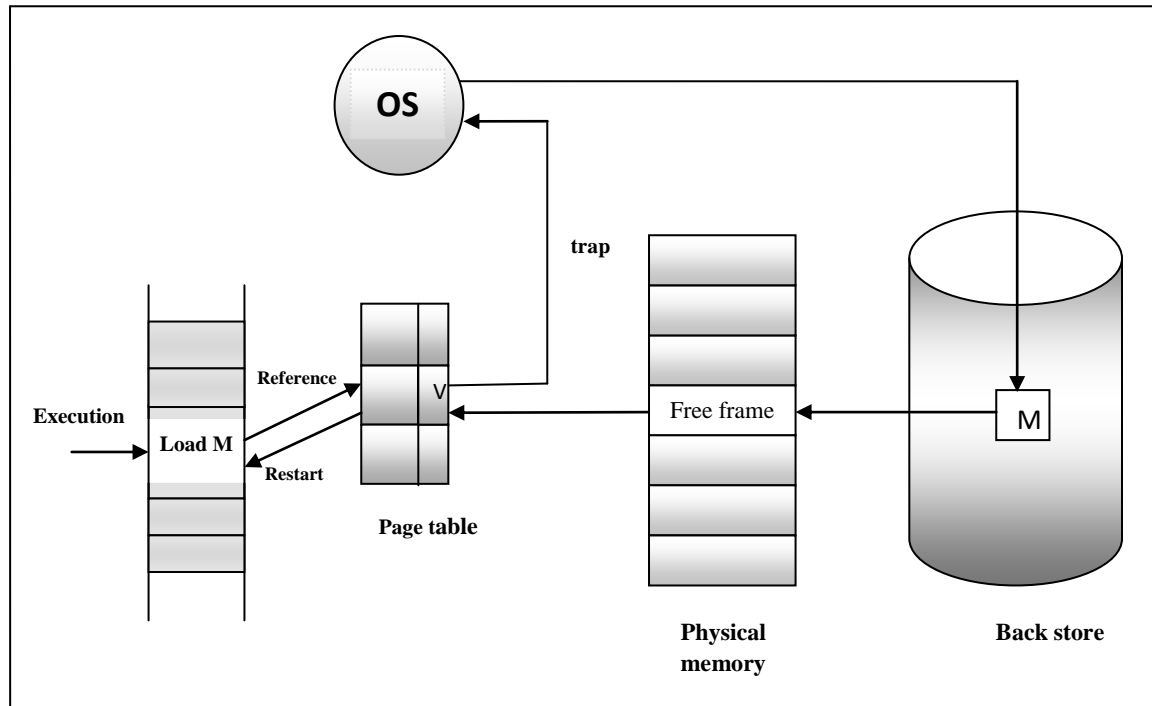 OS
trap
Reference
V
Execution
Load M
Free frame
M
Restart
Page table
Physical
memory
Back store